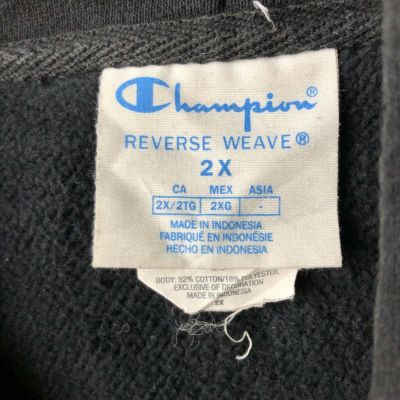 Champion
REVERSE WEAVE®
2X
CA MEX ASIA
2X/2TG 2XG -
MADE IN INDONESIA
FABRIQUÉ EN INDONÉSIE
HECHO EN INDONESIA
BODY: 82% COTTON/18% POLYESTER
EXCLUSIVE OF DECORATION
MADE IN INDONESIA
2X